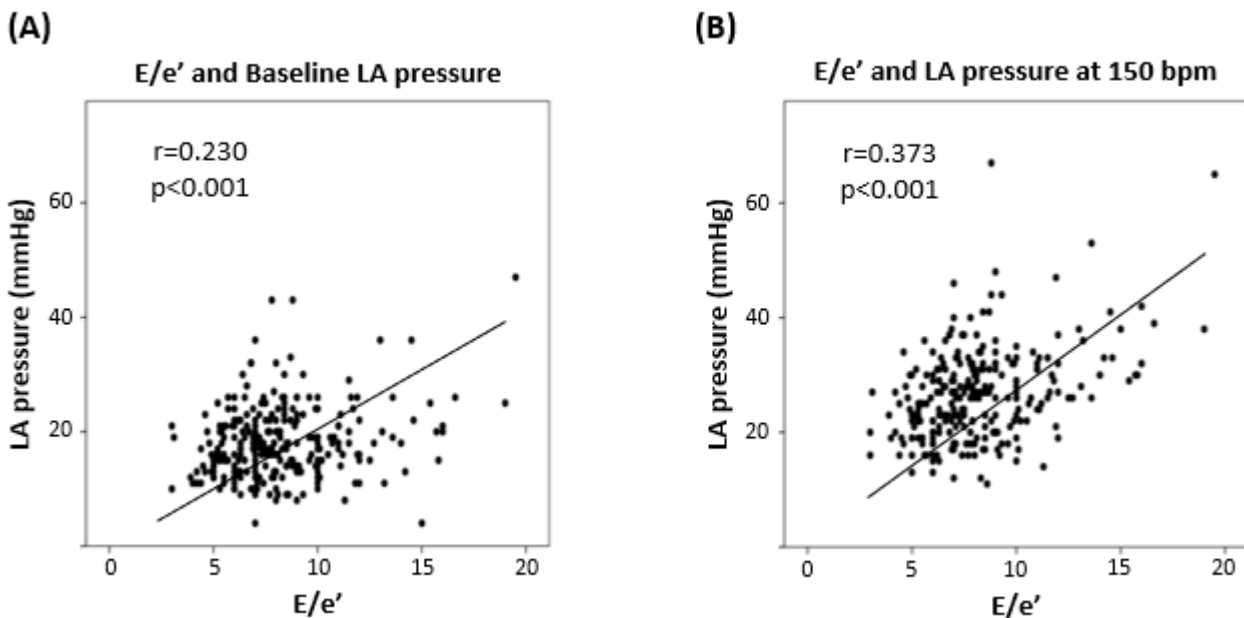 (A)
E/e’ and Baseline LA pressure
r=0.230
p<0.001
LA pressure (mmHg)
60
40
20
0
5
10
15
20
E/e’
(B)
E/e’ and LA pressure at 150 bpm
r=0.373
p<0.001
LA pressure (mmHg)
60
40
20
0
5
10
15
20
E/e’